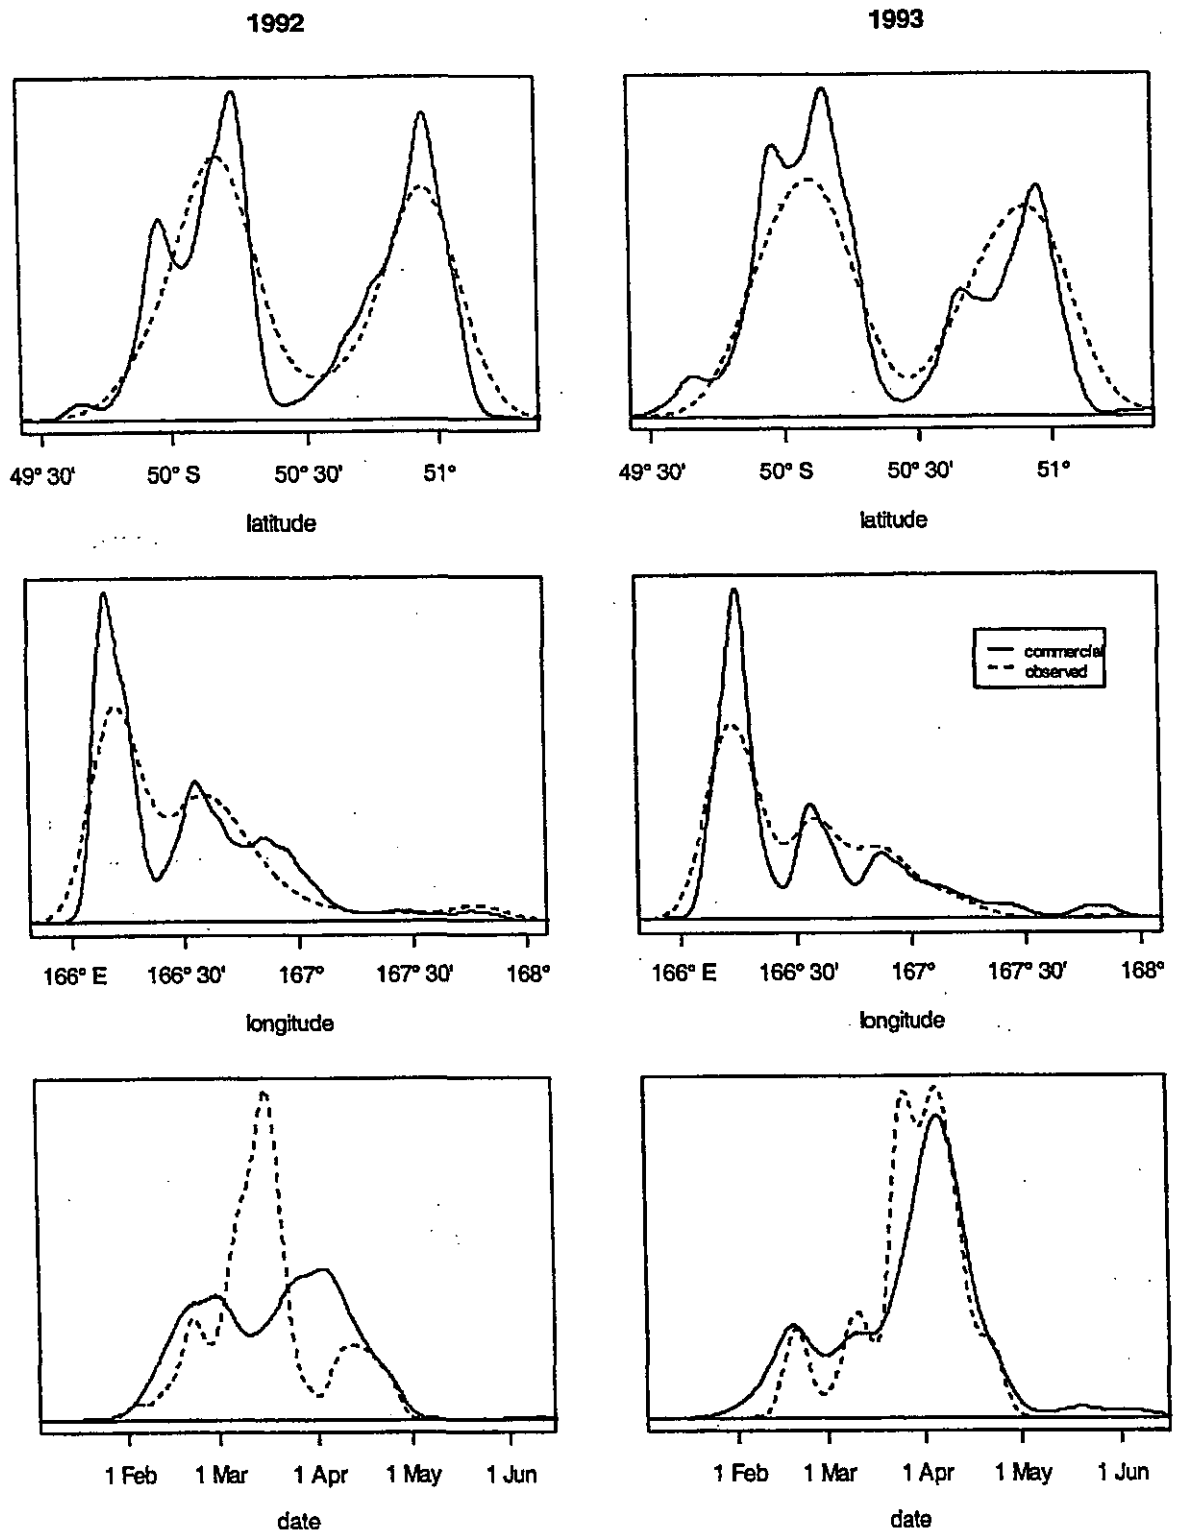 1992 1993
49° 30' 50° S 50° 30' 51° 49° 30' 50° S 50° 30' 51°
latitude latitude
commercial
observed
166° E 166° 30' 167° 167° 30' 168° 166° E 166° 30' 167° 167° 30' 168°
longitude longitude
1 Feb 1 Mar 1 Apr 1 May 1 Jun 1 Feb 1 Mar 1 Apr 1 May 1 Jun
date date